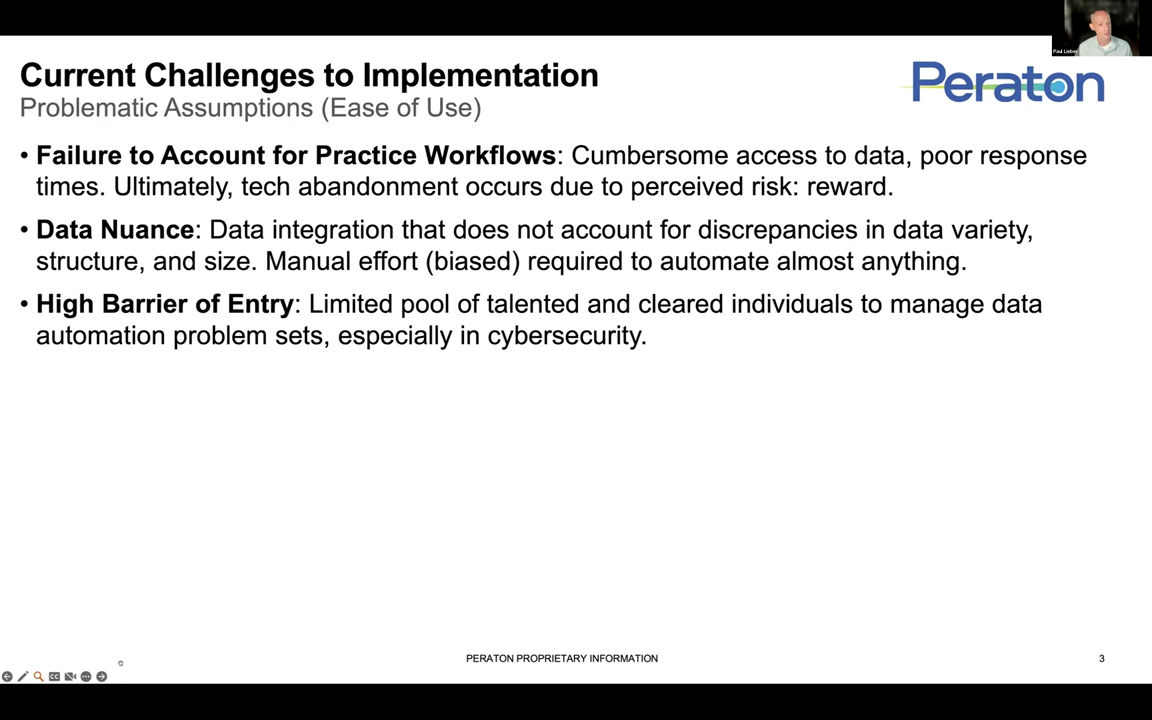 Paul Lieber
Current Challenges to Implementation
Peraton
Problematic Assumptions (Ease of Use)
• Failure to Account for Practice Workflows: Cumbersome access to data, poor response
times. Ultimately, tech abandonment occurs due to perceived risk: reward.
• Data Nuance: Data integration that does not account for discrepancies in data variety,
structure, and size. Manual effort (biased) required to automate almost anything.
• High Barrier of Entry: Limited pool of talented and cleared individuals to manage data
automation problem sets, especially in cybersecurity.
PERATON PROPRIETARY INFORMATION
3
CC